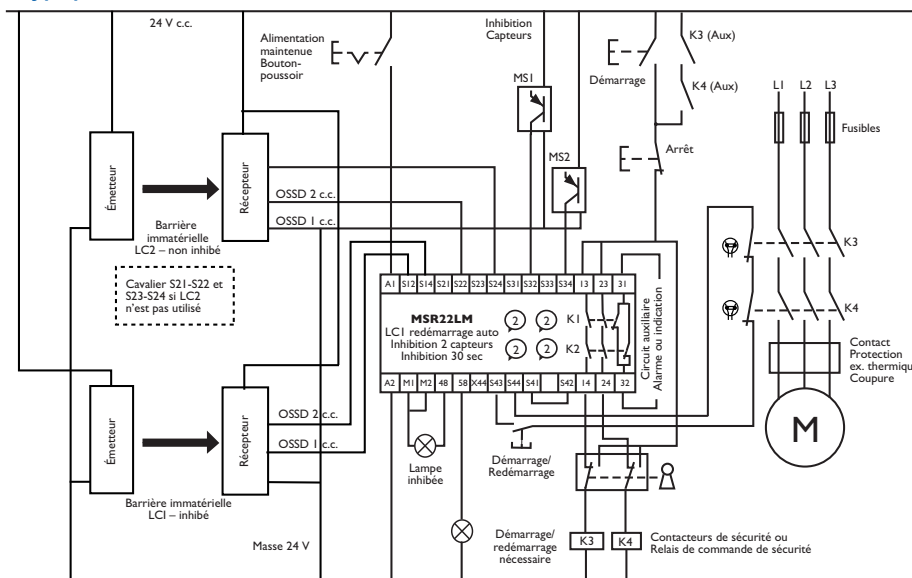 24 V c.c.
Alimentation
maintenue
Bouton-
poussoir
Inhibition
Capteurs
MS1
MS2
Démarrage
K3 (Aux)
K4 (Aux)
Arrêt
L1 L2 L3
Fusibles
Émetteur
Récepteur
OSSD 2 c.c.
OSSD 1 c.c.
Barrière
immatérielle
LC2 – non inhibé
Cavalier S21-S22 et
S23-S24 si LC2
n'est pas utilisé
A1 S12 S14 S21 S22 S23 S24 S31 S32 S33 S34 13 23 31
MSR22LM
LC1 redémarrage auto
Inhibition 2 capteurs
Inhibition 30 sec
2 2
2 2
K1
K2
A2 M1 M2 48 58 X44 S43 S44 S41 S42 14 24 32
Circuit auxiliaire
Alarme ou indication
K3
K4
Contact
Protection
ex. thermique
Coupure
M
Émetteur
Récepteur
OSSD 2 c.c.
OSSD 1 c.c.
Barrière immatérielle
LC1 – inhibé
Lampe
inhibée
Démarrage/
Redémarrage
Masse 24 V
Démarrage/
redémarrage
nécessaire
K3
K4
Contacteurs de sécurité ou
Relais de commande de sécurité